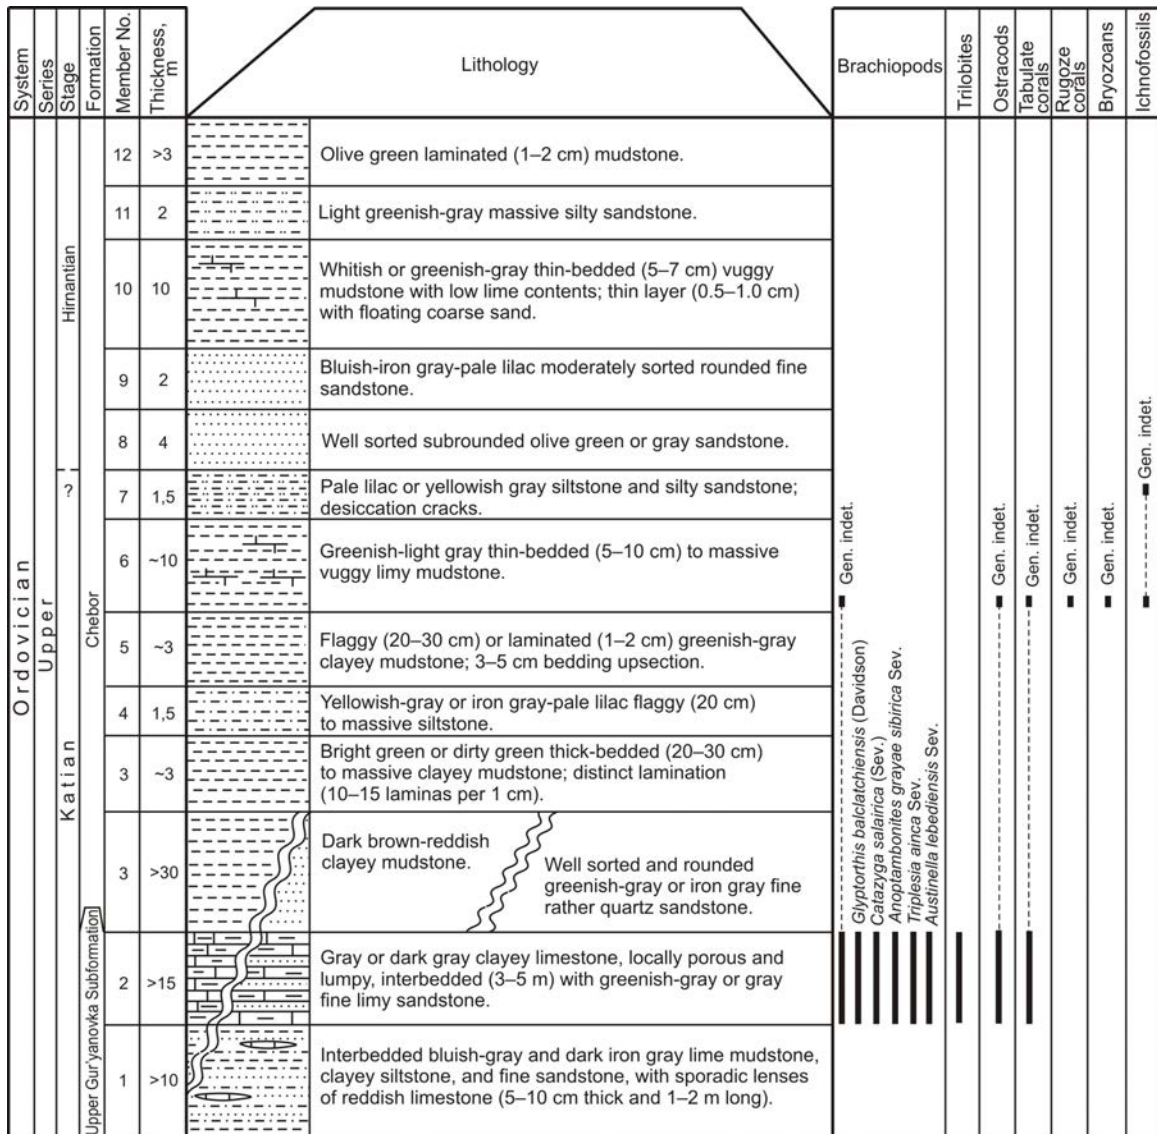 System
Series
Stage
Formation
Member No.
Thickness,
m
Lithology
Brachiopods
Trilobites
Ostracods
Tabulate
corals
Rugoze
corals
Bryozoans
Ichnofossils
Ordovician
Upper
Hirnantian
?
Katian
Chebor
Upper Gur'yanovka Subformation
12
>3
Olive green laminated (1–2 cm) mudstone.
11
2
Light greenish-gray massive silty sandstone.
10
10
Whitish or greenish-gray thin-bedded (5–7 cm) vuggy
mudstone with low lime contents; thin layer (0.5–1.0 cm)
with floating coarse sand.
9
2
Bluish-iron gray-pale lilac moderately sorted rounded fine
sandstone.
8
4
Well sorted subrounded olive green or gray sandstone.
7
1,5
Pale lilac or yellowish gray siltstone and silty sandstone;
desiccation cracks.
6
~10
Greenish-light gray thin-bedded (5–10 cm) to massive
vuggy limy mudstone.
5
~3
Flaggy (20–30 cm) or laminated (1–2 cm) greenish-gray
clayey mudstone; 3–5 cm bedding upsection.
4
1,5
Yellowish-gray or iron gray-pale lilac flaggy (20 cm)
to massive siltstone.
3
~3
Bright green or dirty green thick-bedded (20–30 cm)
to massive clayey mudstone; distinct lamination
(10–15 laminas per 1 cm).
3
>30
Dark brown-reddish
clayey mudstone.
Well sorted and rounded
greenish-gray or iron gray fine
rather quartz sandstone.
2
>15
Gray or dark gray clayey limestone, locally porous and
lumpy, interbedded (3–5 m) with greenish-gray or gray
fine limy sandstone.
1
>10
Interbedded bluish-gray and dark iron gray lime mudstone,
clayey siltstone, and fine sandstone, with sporadic lenses
of reddish limestone (5–10 cm thick and 1–2 m long).
Gen. indet.
Glyptorthis balclatchiensis (Davidson)
Catazyga salairica (Sev.)
Anoptambonites grayae sibirica Sev.
Triplesia ainca Sev.
Austinella lebediensis Sev.
Gen. indet.
Gen. indet.
Gen. indet.
Gen. indet.
Gen. indet.